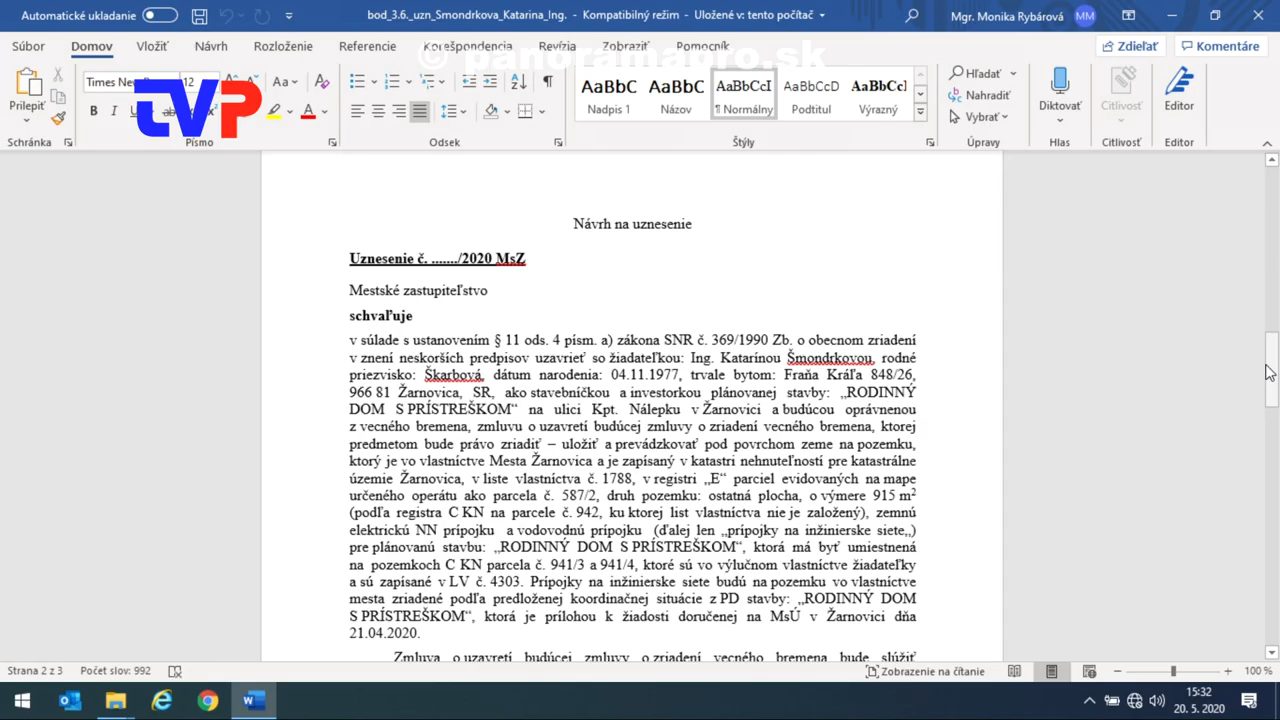 Automatické ukladanie
bod_3.6._uzn_Smondrkova_Katarina_Ing. - Kompatibilný režim - Uložené v: tento počítač
Mgr. Monika Rybárová
MM
Súbor Domov Vložiť Návrh Rozloženie Referencie Korešpondencia Revízia Zobraziť Pomocník
© panoramapro.sk
Zdieľať Komentáre
Prilepiť
Times New
12
Aa
B I U ab
TVP
AaBbC AaBbC AaBbCcI AaBbCcD AaBbCcI
Nadpis 1 Názov ¶ Normálny Podtitul Výrazný
Hľadať
Nahradiť
Vybrať
Diktovať
Citlivosť
Editor
Schránka Písmo Odsek Štýly Úpravy Hlas Citlivosť Editor
Návrh na uznesenie
Uznesenie č. ......./2020 MsZ
Mestské zastupiteľstvo
schvaľuje
v súlade s ustanovením § 11 ods. 4 písm. a) zákona SNR č. 369/1990 Zb. o obecnom zriadení
v znení neskorších predpisov uzavrieť so žiadateľkou: Ing. Katarínou Šmondrkovou, rodné
priezvisko: Škarbová, dátum narodenia: 04.11.1977, trvale bytom: Fraňa Kráľa 848/26,
966 81 Žarnovica, SR, ako stavebníčkou a investorkou plánovanej stavby: „RODINNÝ
DOM S PRÍSTREŠKOM“ na ulici Kpt. Nálepku v Žarnovici a budúcou oprávnenou
z vecného bremena, zmluvu o uzavretí budúcej zmluvy o zriadení vecného bremena, ktorej
predmetom bude právo zriadiť – uložiť a prevádzkovať pod povrchom zeme na pozemku,
ktorý je vo vlastníctve Mesta Žarnovica a je zapísaný v katastri nehnuteľností pre katastrálne
územie Žarnovica, v liste vlastníctva č. 1788, v registri „E“ parciel evidovaných na mape
určeného operátu ako parcela č. 587/2, druh pozemku: ostatná plocha, o výmere 915 m²
(podľa registra C KN na parcele č. 942, ku ktorej list vlastníctva nie je založený), zemnú
elektrickú NN prípojku a vodovodnú prípojku (ďalej len „prípojky na inžinierske siete„)
pre plánovanú stavbu: „RODINNÝ DOM S PRÍSTREŠKOM“, ktorá má byť umiestnená
na pozemkoch C KN parcela č. 941/3 a 941/4, ktoré sú vo výlučnom vlastníctve žiadateľky
a sú zapísané v LV č. 4303. Prípojky na inžinierske siete budú na pozemku vo vlastníctve
mesta zriadené podľa predloženej koordinačnej situácie z PD stavby: „RODINNÝ DOM
S PRÍSTREŠKOM“, ktorá je prílohou k žiadosti doručenej na MsÚ v Žarnovici dňa
21.04.2020.
Zmluva o uzavretí budúcej zmluvy o zriadení vecného bremena bude slúžiť
Strana 2 z 3 Počet slov: 992 Zobrazenie na čítanie 100 %
15:32
20. 5. 2020